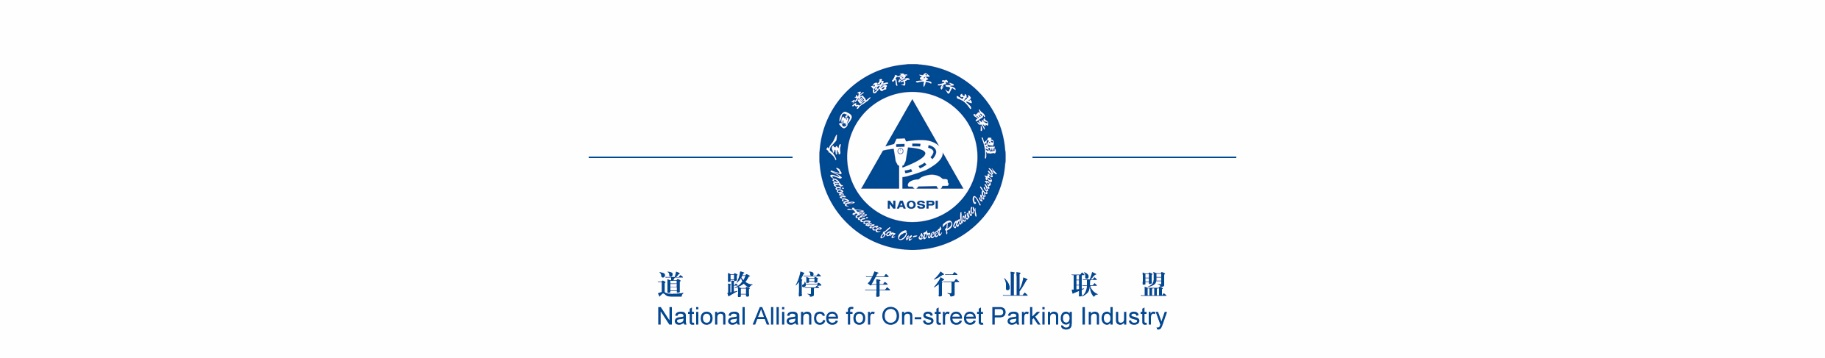 全国道路停车行业联盟
NAOSPI
National Alliance for On-street Parking Industry
道路停车行业联盟
National Alliance for On-street Parking Industry